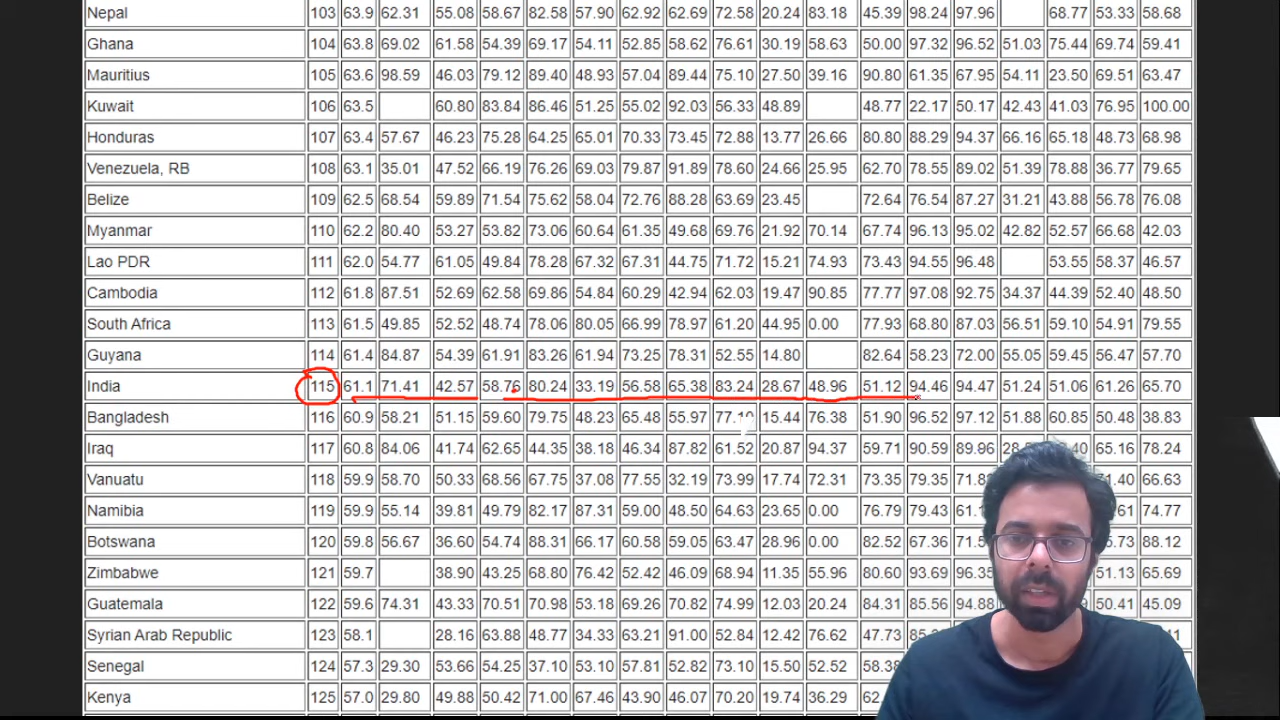 Nepal 103 63.9 62.31 55.08 58.67 82.58 57.90 62.92 62.69 72.58 20.24 83.18 45.39 98.24 97.96 68.77 53.33 58.68
Ghana 104 63.8 69.02 61.58 54.39 69.17 54.11 52.85 58.62 76.61 30.19 58.63 50.00 97.32 96.52 51.03 75.44 69.74 59.41
Mauritius 105 63.6 98.59 46.03 79.12 89.40 48.93 57.04 89.44 75.10 27.50 39.16 90.80 61.35 67.95 54.11 23.50 69.51 63.47
Kuwait 106 63.5 60.80 83.84 86.46 51.25 55.02 92.03 56.33 48.89 48.77 22.17 50.17 42.43 41.03 76.95 100.00
Honduras 107 63.4 57.67 46.23 75.28 64.25 65.01 70.33 73.45 72.88 13.77 26.66 80.80 88.29 94.37 66.16 65.18 48.73 68.98
Venezuela, RB 108 63.1 35.01 47.52 66.19 76.26 69.03 79.87 91.89 78.60 24.66 25.95 62.70 78.55 89.02 51.39 78.88 36.77 79.65
Belize 109 62.5 68.54 59.89 71.54 75.62 58.04 72.76 88.28 63.69 23.45 72.64 76.54 87.27 31.21 43.88 56.78 76.08
Myanmar 110 62.2 80.40 53.27 53.82 73.06 60.64 61.35 49.68 69.76 21.92 70.14 67.74 96.13 95.02 42.82 52.57 66.68 42.03
Lao PDR 111 62.0 54.77 61.05 49.84 78.28 67.32 67.31 44.75 71.72 15.21 74.93 73.43 94.55 96.48 53.55 58.37 46.57
Cambodia 112 61.8 87.51 52.69 62.58 69.86 54.84 60.29 42.94 62.03 19.47 90.85 77.77 97.08 92.75 34.37 44.39 52.40 48.50
South Africa 113 61.5 49.85 52.52 48.74 78.06 80.05 66.99 78.97 61.20 44.95 0.00 77.93 68.80 87.03 56.51 59.10 54.91 79.55
Guyana 114 61.4 84.87 54.39 61.91 83.26 61.94 73.25 78.31 52.55 14.80 82.64 58.23 72.00 55.05 59.45 56.47 57.70
India 115 61.1 71.41 42.57 58.76 80.24 33.19 56.58 65.38 83.24 28.67 48.96 51.12 94.46 94.47 51.24 51.06 61.26 65.70
Bangladesh 116 60.9 58.21 51.15 59.60 79.75 48.23 65.48 55.97 77.10 15.44 76.38 51.90 96.52 97.12 51.88 60.85 50.48 38.83
Iraq 117 60.8 84.06 41.74 62.65 44.35 38.18 46.34 87.82 61.52 20.87 94.37 59.71 90.59 89.96 65.16 78.24
Vanuatu 118 59.9 58.70 50.33 68.56 67.75 37.08 77.55 32.19 73.99 17.74 72.31 73.35 79.35 66.63
Namibia 119 59.9 55.14 39.81 49.79 82.17 87.31 59.00 48.50 64.63 23.65 0.00 76.79 79.43 74.77
Botswana 120 59.8 56.67 36.60 54.74 88.31 66.17 60.58 59.05 63.47 28.96 0.00 82.52 67.36 88.12
Zimbabwe 121 59.7 38.90 43.25 68.80 76.42 52.42 46.09 68.94 11.35 55.96 80.60 93.69 96.35 51.13 65.69
Guatemala 122 59.6 74.31 43.33 70.51 70.98 53.18 69.26 70.82 74.99 12.03 20.24 84.31 85.56 94.88 50.41 45.09
Syrian Arab Republic 123 58.1 28.16 63.88 48.77 34.33 63.21 91.00 52.84 12.42 76.62 47.73
Senegal 124 57.3 29.30 53.66 54.25 37.10 53.10 57.81 52.82 73.10 15.50 52.52 58.38
Kenya 125 57.0 29.80 49.88 50.42 71.00 67.46 43.90 46.07 70.20 19.74 36.29